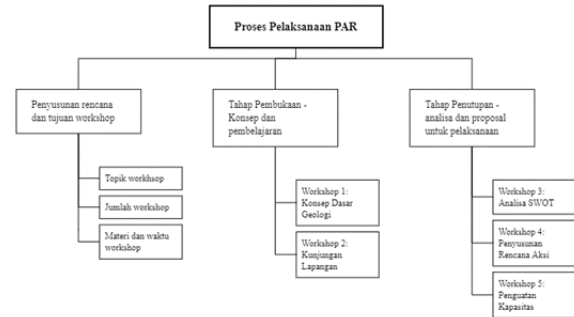 Proses Pelaksanaan PAR
Penyusunan rencana
dan tujuan workshop
Topik workhsop
Jumlah workshop
Materi dan waktu
workshop
Tahap Pembukaan -
Konsep dan
pembelajaran
Workshop 1:
Konsep Dasar
Geologi
Workshop 2:
Kunjungan
Lapangan
Tahap Penutupan -
analisa dan proposal
untuk pelaksanaan
Workshop 3:
Analisa SWOT
Workshop 4:
Penyusunan
Rencana Aksi
Workshop 5:
Penguatan
Kapasitas